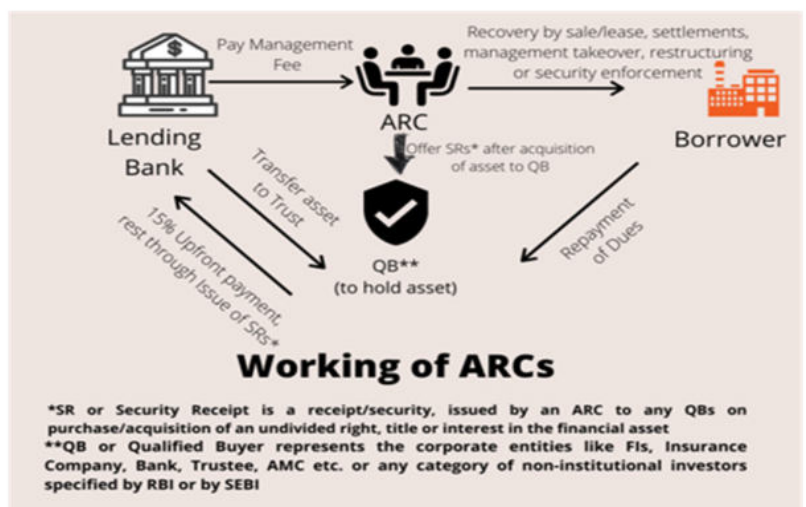 Pay Management
Fee
Recovery by sale/lease, settlements,
management takeover, restructuring
or security enforcement
Lending
Bank
ARC
Borrower
Offer SRs* after acquisition
of asset to QB
Transfer asset
to Trust
15% Upfront payment,
rest through Issue of SRs*
Repayment
of Dues
QB**
(to hold asset)
Working of ARCs
*SR or Security Receipt is a receipt/security, issued by an ARC to any QBs on
purchase/acquisition of an undivided right, title or interest in the financial asset
**QB or Qualified Buyer represents the corporate entities like FIs, Insurance
Company, Bank, Trustee, AMC etc. or any category of non-institutional investors
specified by RBI or by SEBI